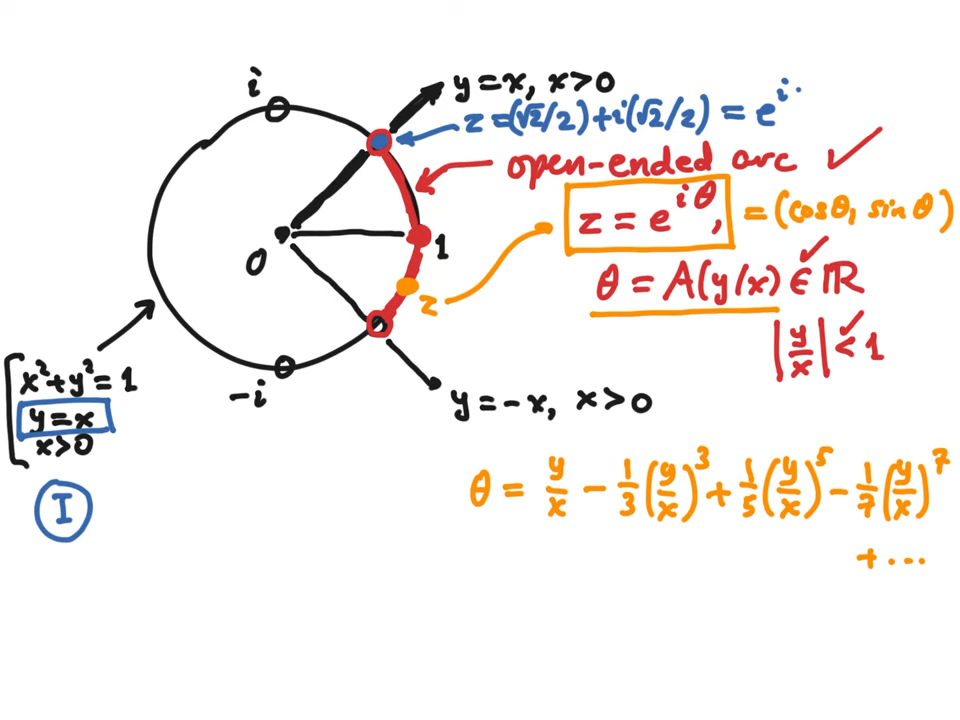 i
y=x, x>0
z=(√2/2)+i(√2/2) = e^{i·
open-ended arc ✓
z = e^{iθ}, = (cosθ, sinθ)
0
1
z
θ = A(y/x) ∈ ℝ ✓
|y/x| < 1 ✓
-i
y=-x, x>0
[ x²+y²=1
y=x
x>0
I
θ = y/x - 1/3 (y/x)³ + 1/5 (y/x)⁵ - 1/7 (y/x)⁷
+ ...